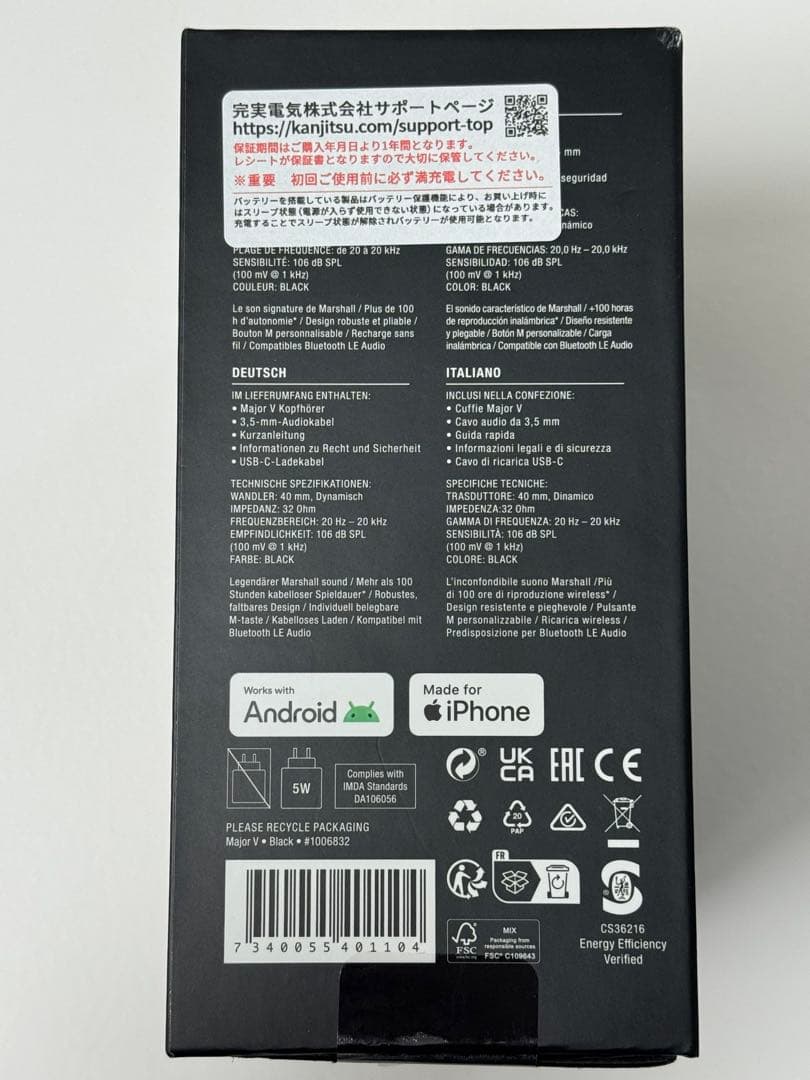 完実電気株式会社サポートページ
https://kanjitsu.com/support-top
保証期間はご購入年月日より1年間となります。
レシートが保証書となりますので大切に保管してください。
※重要 初回ご使用前に必ず満充電してください。
バッテリーを搭載している製品はバッテリー保護機能により、お買い上げ時に
はスリープ状態(電源が入らず使用できない状態)になっている場合があります。
充電することでスリープ状態が解除されバッテリーが使用可能となります。
mm
seguridad
PLAGE DE FRÉQUENCE: de 20 à 20 kHz
SENSIBILITÉ: 106 dB SPL
(100 mV @ 1 kHz)
COULEUR: BLACK
Le son signature de Marshall / Plus de 100
h d'autonomie* / Design robuste et pliable /
Bouton M personnalisable / Recharge sans
fil / Compatibles Bluetooth LE Audio
GAMA DE FRECUENCIAS: 20,0 Hz – 20,0 kHz
SENSIBILIDAD: 106 dB SPL
(100 mV @ 1 kHz)
COLOR: BLACK
El sonido característico de Marshall / +100 horas
de reproducción inalámbrica* / Diseño resistente
y plegable / Botón M personalizable / Carga
inalámbrica / Compatible con Bluetooth LE Audio
DEUTSCH
IM LIEFERUMFANG ENTHALTEN:
• Major V Kopfhörer
• 3,5-mm-Audiokabel
• Kurzanleitung
• Informationen zu Recht und Sicherheit
• USB-C-Ladekabel
TECHNISCHE SPEZIFIKATIONEN:
WANDLER: 40 mm, Dynamisch
IMPEDANZ: 32 Ohm
FREQUENZBEREICH: 20 Hz – 20 kHz
EMPFINDLICHKEIT: 106 dB SPL
(100 mV @ 1 kHz)
FARBE: BLACK
Legendärer Marshall sound / Mehr als 100
Stunden kabelloser Spieldauer* / Robustes,
faltbares Design / Individuell belegbare
M-taste / Kabelloses Laden / Kompatibel mit
Bluetooth LE Audio
ITALIANO
INCLUSI NELLA CONFEZIONE:
• Cuffie Major V
• Cavo audio da 3,5 mm
• Guida rapida
• Informazioni legali e di sicurezza
• Cavo di ricarica USB-C
SPECIFICHE TECNICHE:
TRASDUTTORE: 40 mm, Dinamico
IMPEDENZA:32 Ohm
GAMMA DI FREQUENZA: 20 Hz – 20 kHz
SENSIBILITÀ: 106 dB SPL
(100 mV @ 1 kHz)
COLORE: BLACK
L'inconfondibile suono Marshall /Più
di 100 ore di riproduzione wireless* /
Design resistente e pieghevole / Pulsante
M personalizzabile / Ricarica wireless /
Predisposizione per Bluetooth LE Audio
Works with
Android
Made for
iPhone
5W
Complies with
IMDA Standards
DA106056
UK
CA
EAC
CE
20
PAP
PLEASE RECYCLE PACKAGING
Major V • Black • #1006832
7 340055 401104
FR
FSC
www.fsc.org
MIX
Packaging from
responsible sources
FSC® C109643
CS36216
Energy Efficiency
Verified